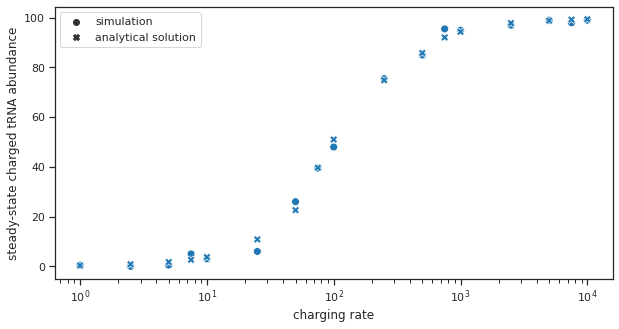 simulation
analytical solution
steady-state charged tRNA abundance
100
80
60
40
20
0
10^0
10^1
10^2
10^3
10^4
charging rate